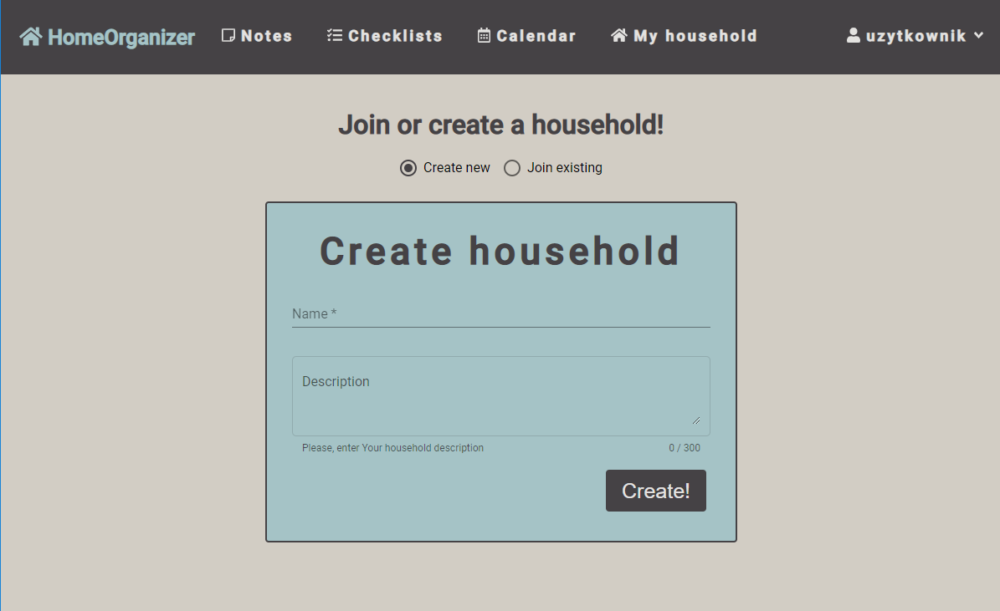 HomeOrganizer Notes Checklists Calendar My household uzytkownik
Join or create a household!
Create new Join existing
Create household
Name *
Description
Please, enter Your household description 0 / 300
Create!